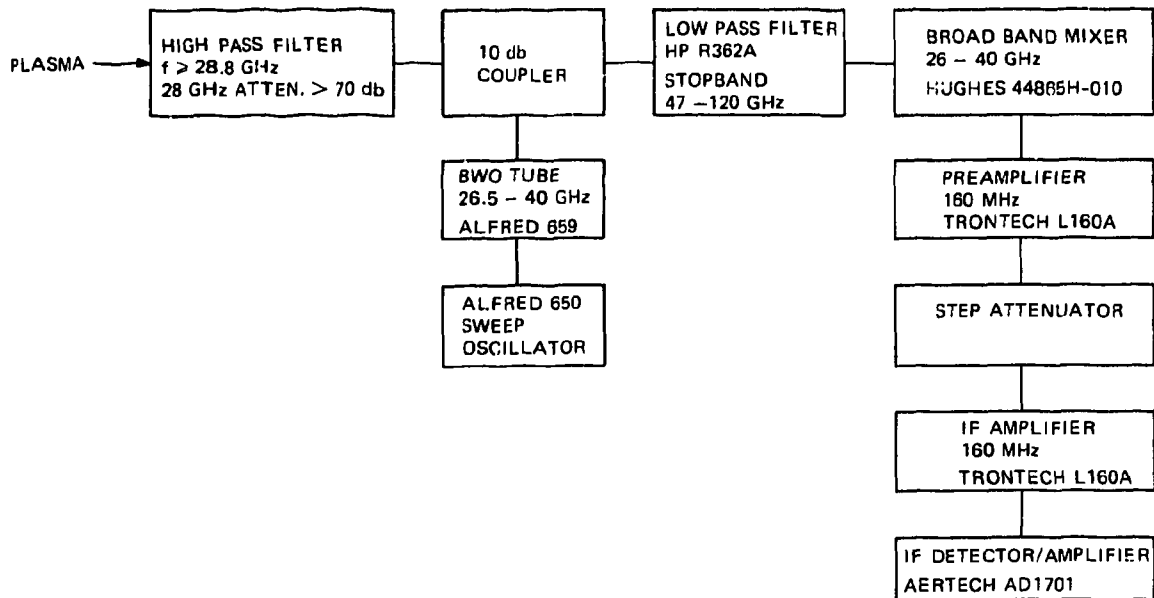 PLASMA
HIGH PASS FILTER
f ⩾ 28.8 GHz
28 GHz ATTEN. > 70 db
10 db
COUPLER
LOW PASS FILTER
HP R362A
STOPBAND
47 – 120 GHz
BROAD BAND MIXER
26 – 40 GHz
HUGHES 44865H-010
BWO TUBE
26.5 – 40 GHz
ALFRED 659
ALFRED 650
SWEEP
OSCILLATOR
PREAMPLIFIER
160 MHz
TRONTECH L160A
STEP ATTENUATOR
IF AMPLIFIER
160 MHz
TRONTECH L160A
IF DETECTOR/AMPLIFIER
AERTECH AD1701